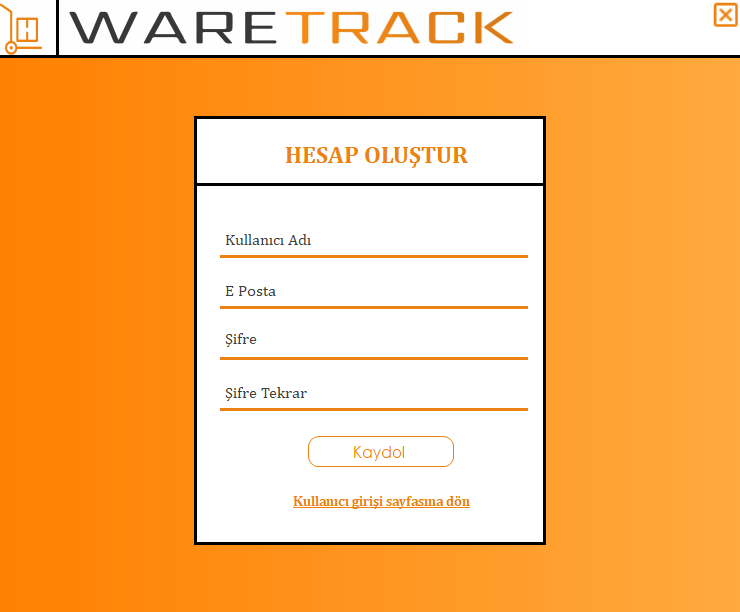 WARETRACK
HESAP OLUŞTUR
Kullanıcı Adı
E Posta
Şifre
Şifre Tekrar
Kaydol
Kullanıcı girişi sayfasına dön